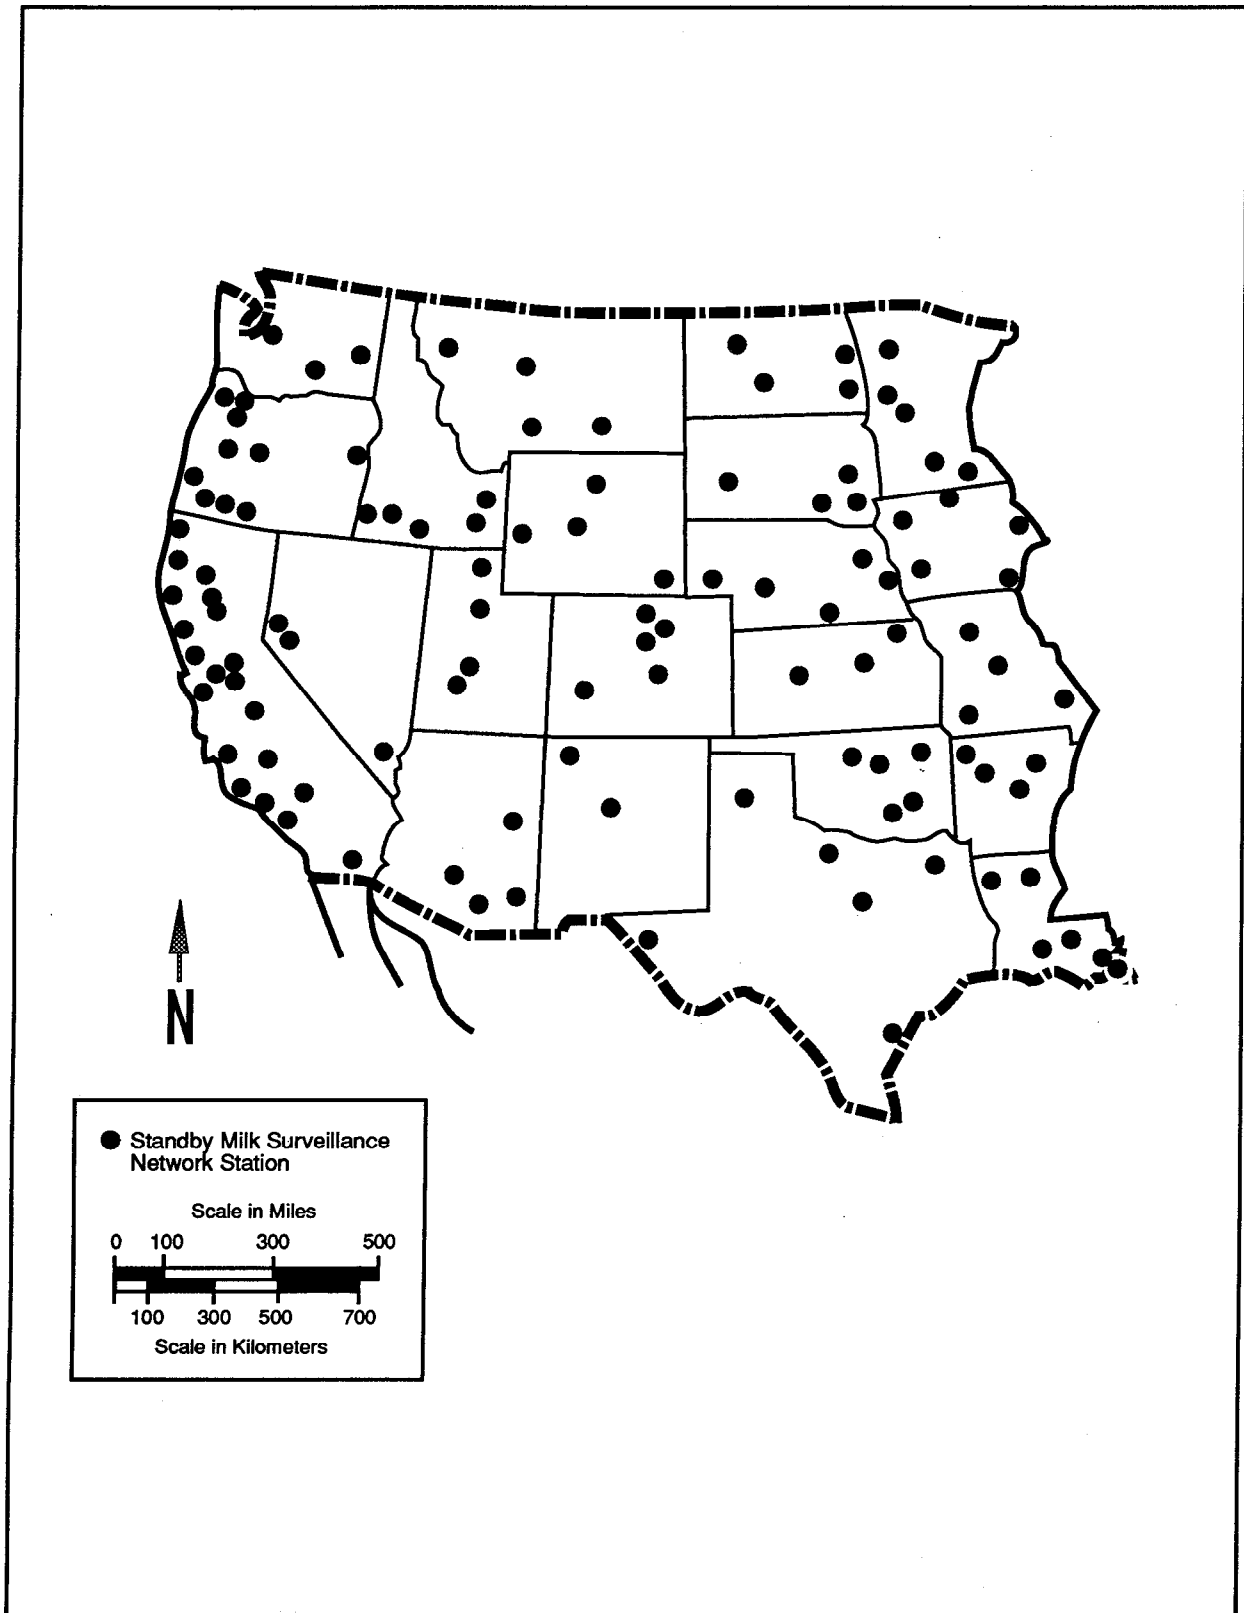 N
Standby Milk Surveillance
Network Station
Scale in Miles
0 100 300 500
100 300 500 700
Scale in Kilometers